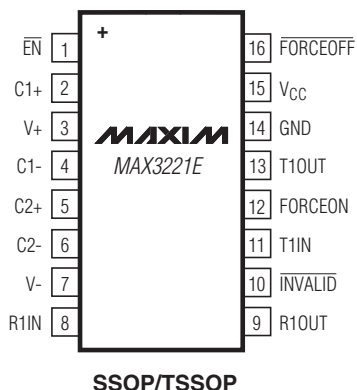 +
EN 1 16 FORCEOFF
C1+ 2 15 VCC
V+ 3 14 GND
MAXIM
C1- 4 MAX3221E 13 T1OUT
C2+ 5 12 FORCEON
C2- 6 11 T1IN
V- 7 10 INVALID
R1IN 8 9 R1OUT
SSOP/TSSOP